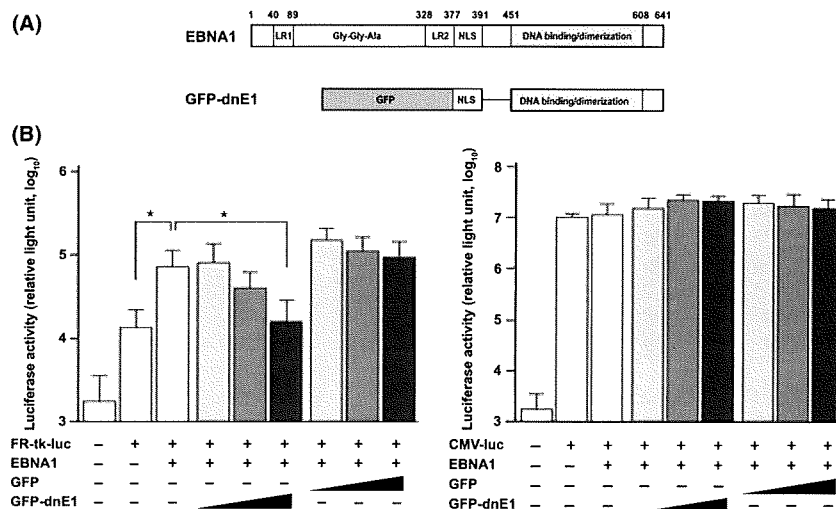 (A)
1 40 89 328 377 391 451 608 641
EBNA1 LR1 Gly-Gly-Ala LR2 NLS DNA binding/dimerization
GFP-dnE1 GFP NLS DNA binding/dimerization
(B)
Luciferase activity (relative light unit, log10)
6
5
4
3
★ ★
FR-tk-luc – + + + + + + + +
EBNA1 – – + + + + + + +
GFP – – – – – –
GFP-dnE1 – – – – – –
Luciferase activity (relative light unit, log10)
8
7
6
5
4
3
CMV-luc – + + + + + + + +
EBNA1 – – + + + + + + +
GFP – – – – – –
GFP-dnE1 – – – – – –